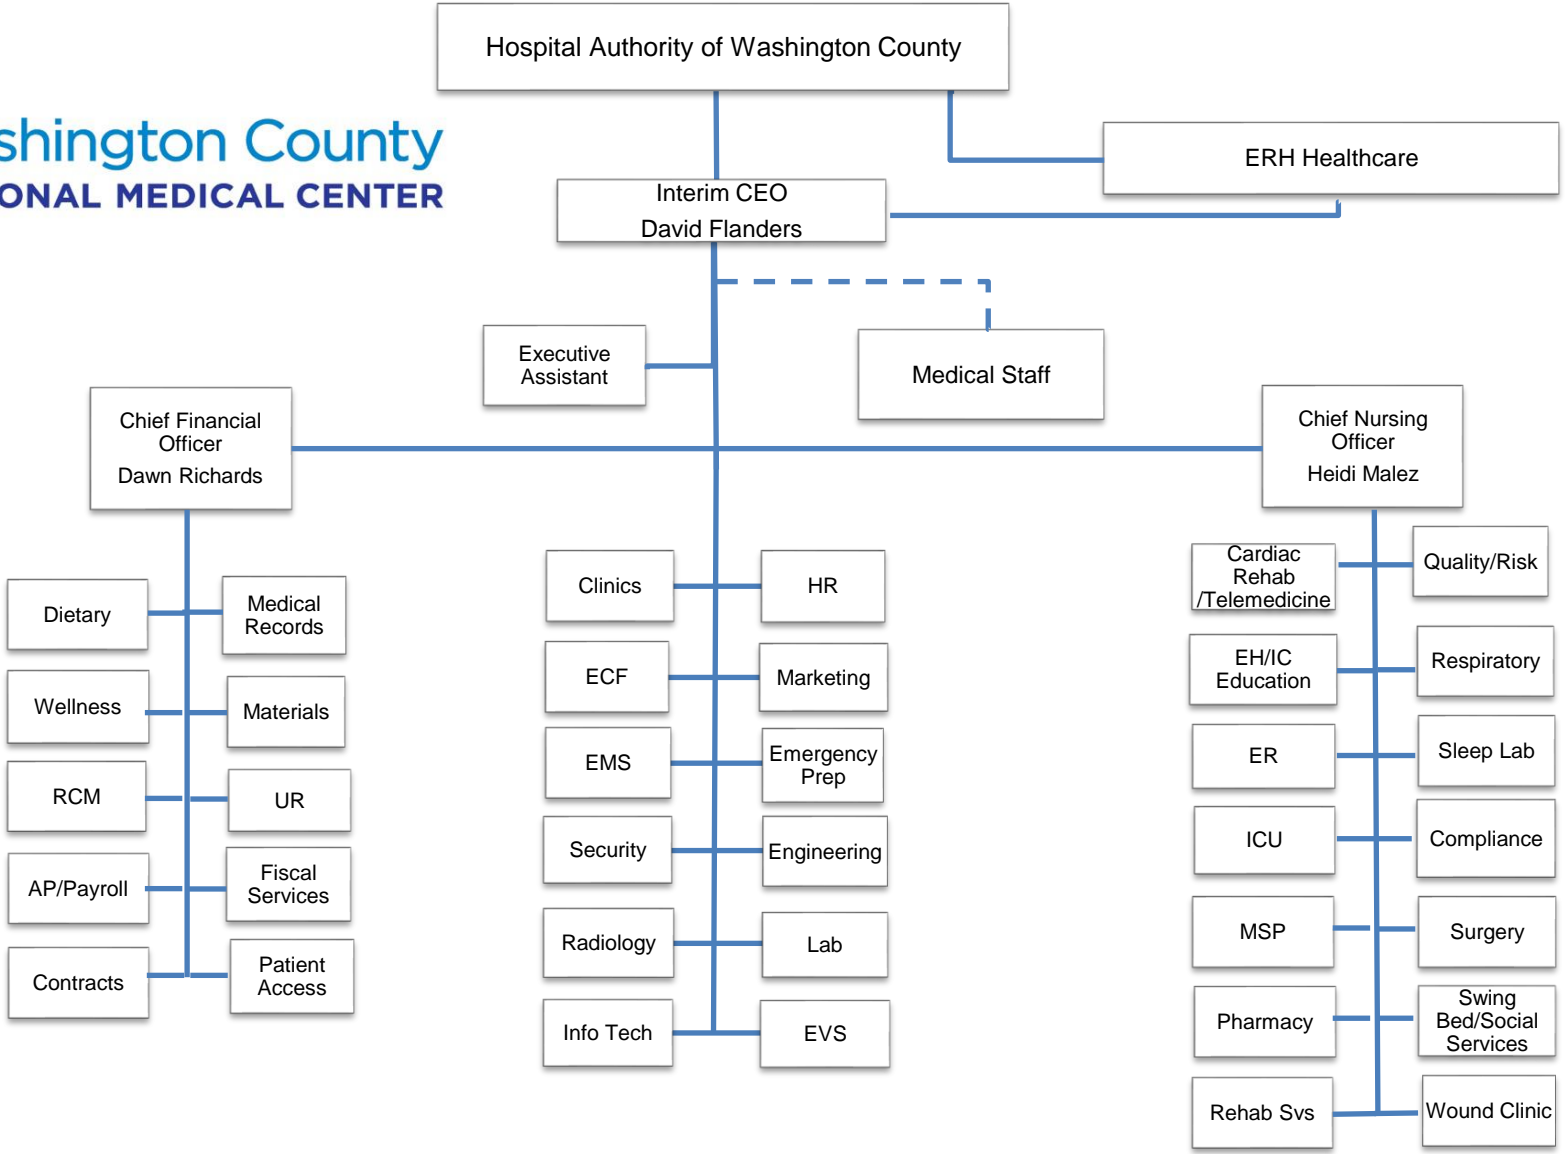 Hospital Authority of Washington County
shington County
ONAL MEDICAL CENTER
ERH Healthcare
Interim CEO
David Flanders
Executive
Assistant
Medical Staff
Chief Financial
Officer
Dawn Richards
Chief Nursing
Officer
Heidi Malez
Dietary
Medical
Records
Wellness
Materials
RCM
UR
AP/Payroll
Fiscal
Services
Contracts
Patient
Access
Clinics
HR
ECF
Marketing
EMS
Emergency
Prep
Security
Engineering
Radiology
Lab
Info Tech
EVS
Cardiac
Rehab
/Telemedicine
Quality/Risk
EH/IC
Education
Respiratory
ER
Sleep Lab
ICU
Compliance
MSP
Surgery
Pharmacy
Swing
Bed/Social
Services
Rehab Svs
Wound Clinic